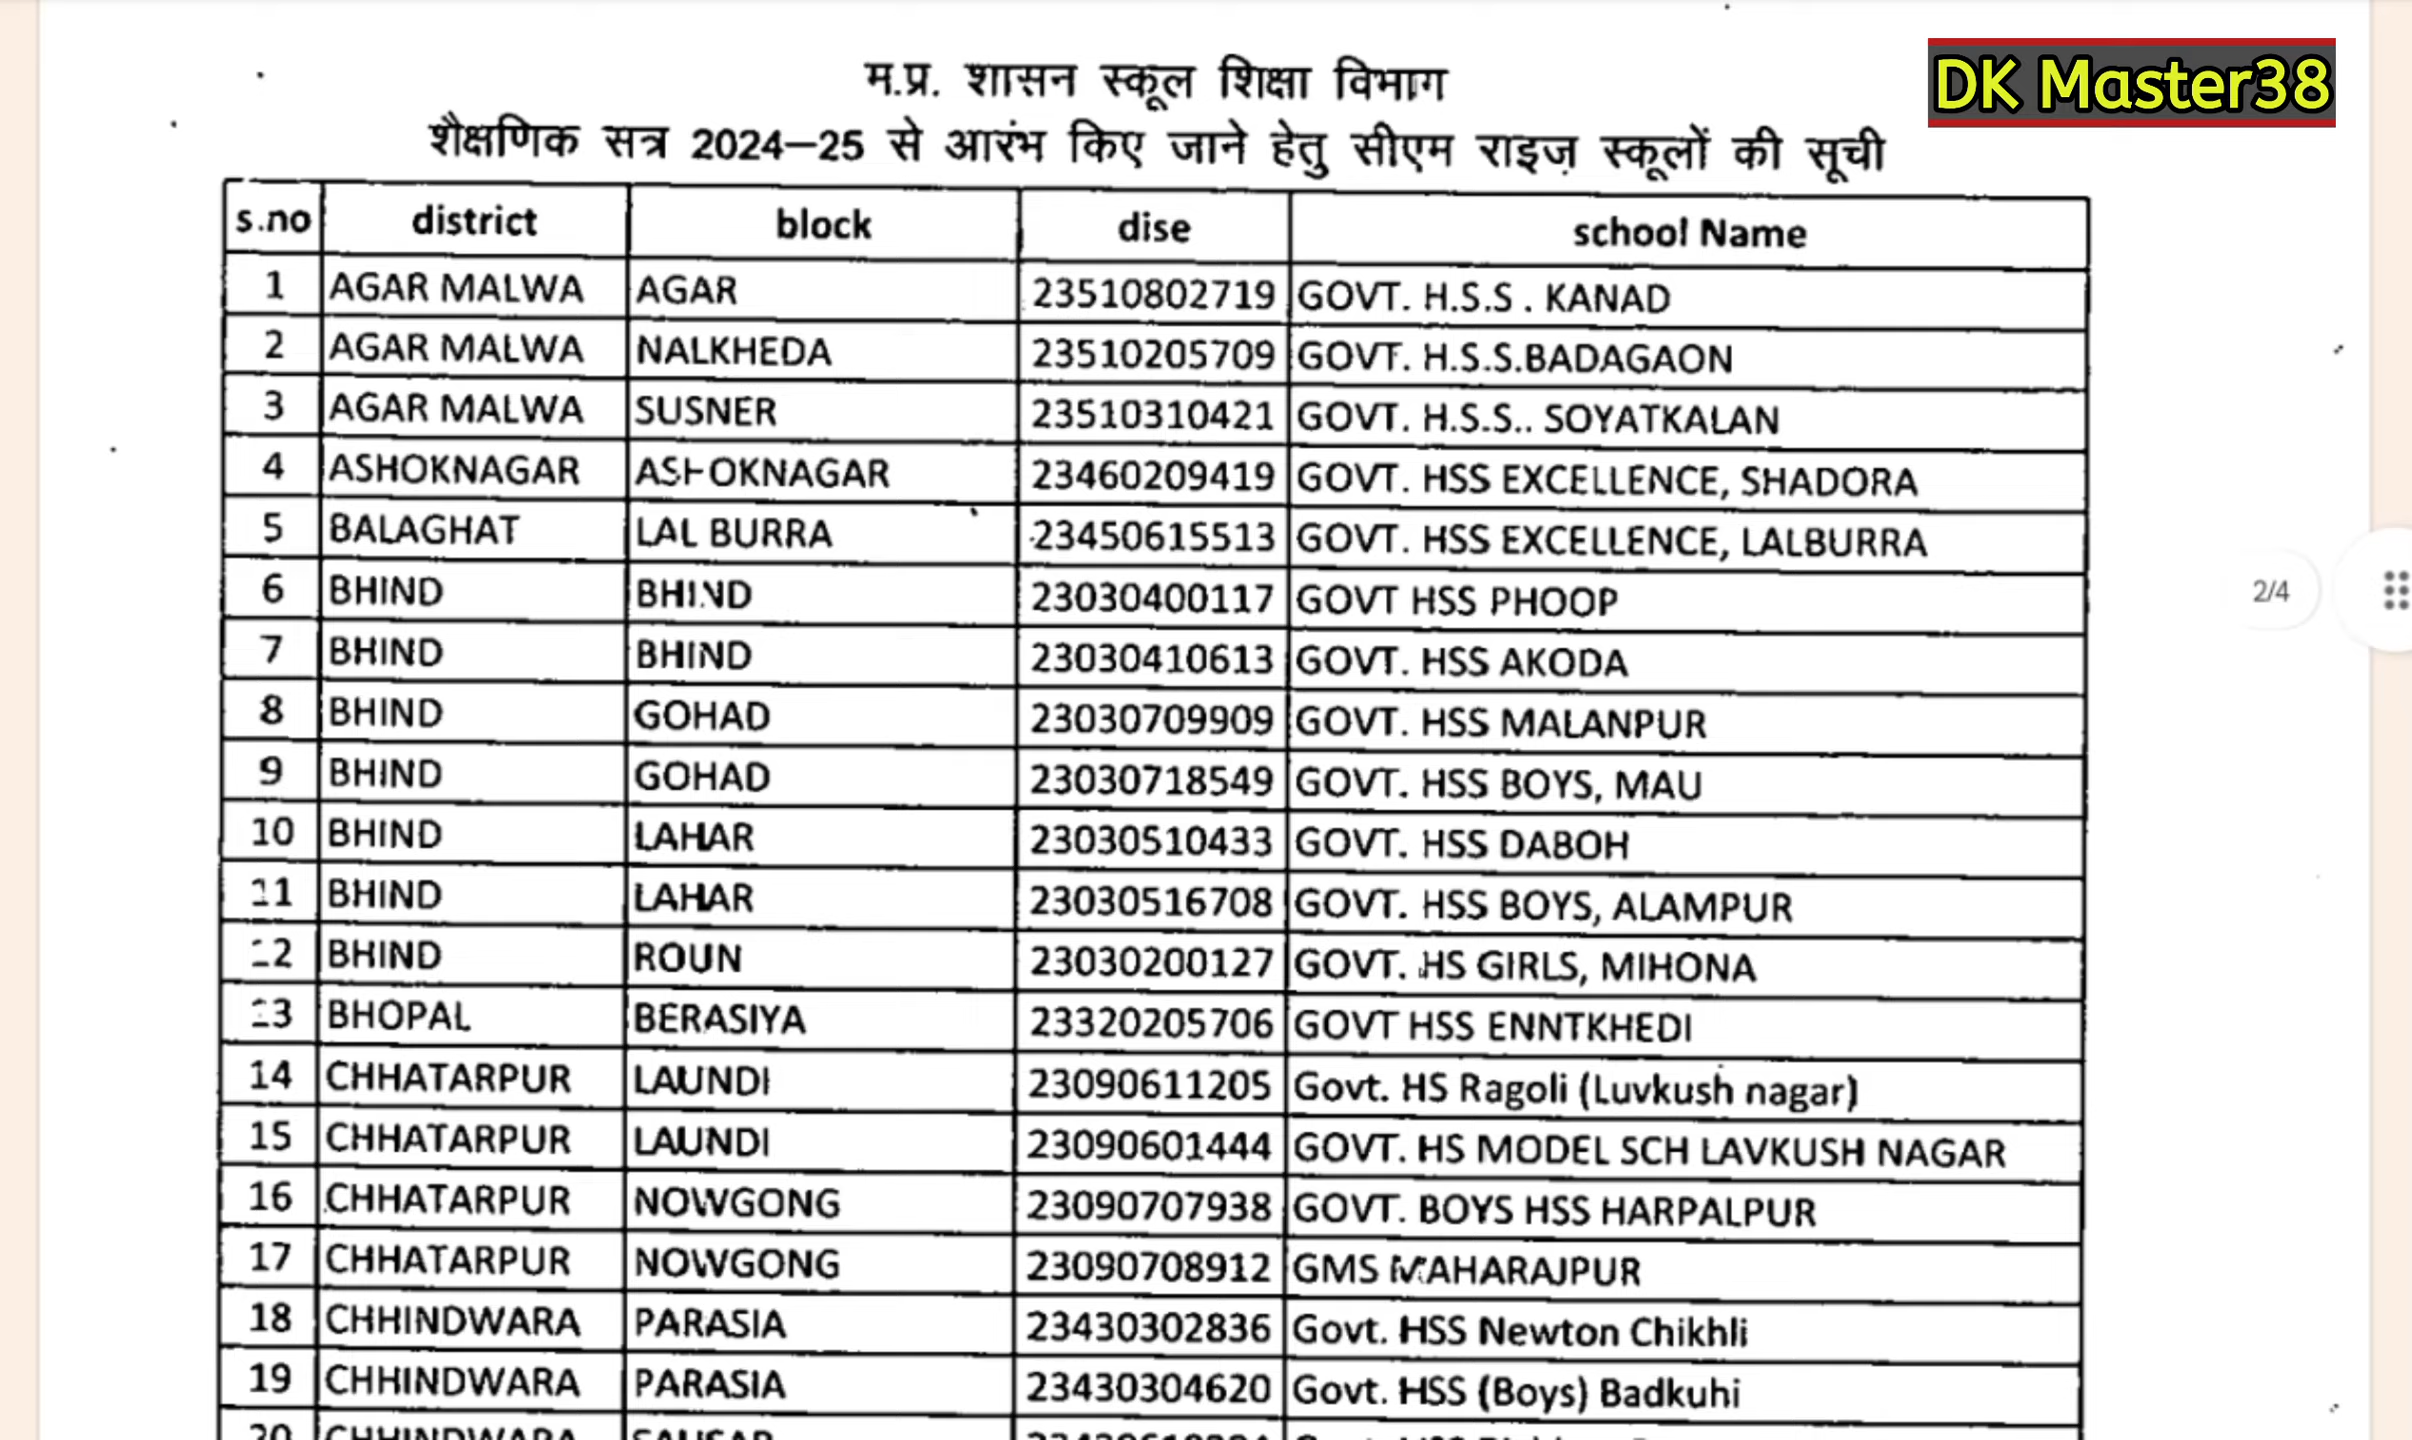 DK Master38
म.प्र. शासन स्कूल शिक्षा विभाग
शैक्षणिक सत्र 2024–25 से आरंभ किए जाने हेतु सीएम राइज़ स्कूलों की सूची
s.no district block dise school Name
1 AGAR MALWA AGAR 23510802719 GOVT. H.S.S . KANAD
2 AGAR MALWA NALKHEDA 23510205709 GOVT. H.S.S.BADAGAON
3 AGAR MALWA SUSNER 23510310421 GOVT. H.S.S.. SOYATKALAN
4 ASHOKNAGAR ASHOKNAGAR 23460209419 GOVT. HSS EXCELLENCE, SHADORA
5 BALAGHAT LAL BURRA 23450615513 GOVT. HSS EXCELLENCE, LALBURRA
6 BHIND BHIND 23030400117 GOVT HSS PHOOP
7 BHIND BHIND 23030410613 GOVT. HSS AKODA
8 BHIND GOHAD 23030709909 GOVT. HSS MALANPUR
9 BHIND GOHAD 23030718549 GOVT. HSS BOYS, MAU
10 BHIND LAHAR 23030510433 GOVT. HSS DABOH
11 BHIND LAHAR 23030516708 GOVT. HSS BOYS, ALAMPUR
12 BHIND ROUN 23030200127 GOVT. HS GIRLS, MIHONA
13 BHOPAL BERASIYA 23320205706 GOVT HSS ENNTKHEDI
14 CHHATARPUR LAUNDI 23090611205 Govt. HS Ragoli (Luvkush nagar)
15 CHHATARPUR LAUNDI 23090601444 GOVT. HS MODEL SCH LAVKUSH NAGAR
16 CHHATARPUR NOWGONG 23090707938 GOVT. BOYS HSS HARPALPUR
17 CHHATARPUR NOWGONG 23090708912 GMS MAHARAJPUR
18 CHHINDWARA PARASIA 23430302836 Govt. HSS Newton Chikhli
19 CHHINDWARA PARASIA 23430304620 Govt. HSS (Boys) Badkuhi
20 CHHINDWARA
2/4